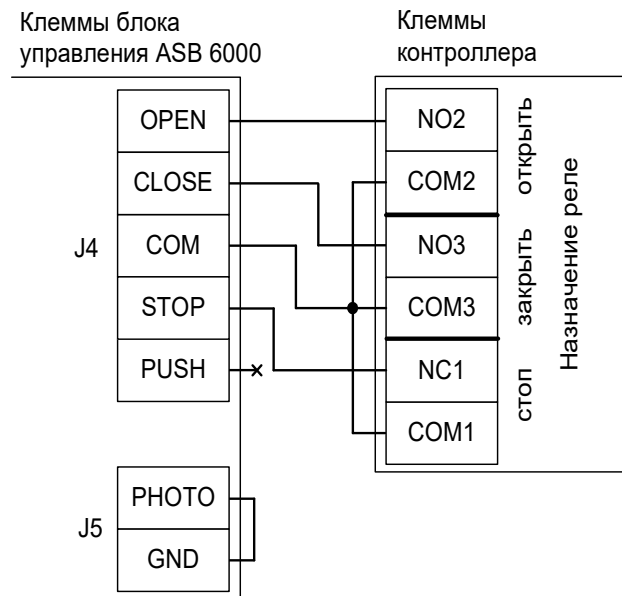 Клеммы блока
управления ASB 6000
Клеммы
контроллера
J4
OPEN
CLOSE
COM
STOP
PUSH
J5
PHOTO
GND
NO2
COM2
NO3
COM3
NC1
COM1
открыть
закрыть
стоп
Назначение реле